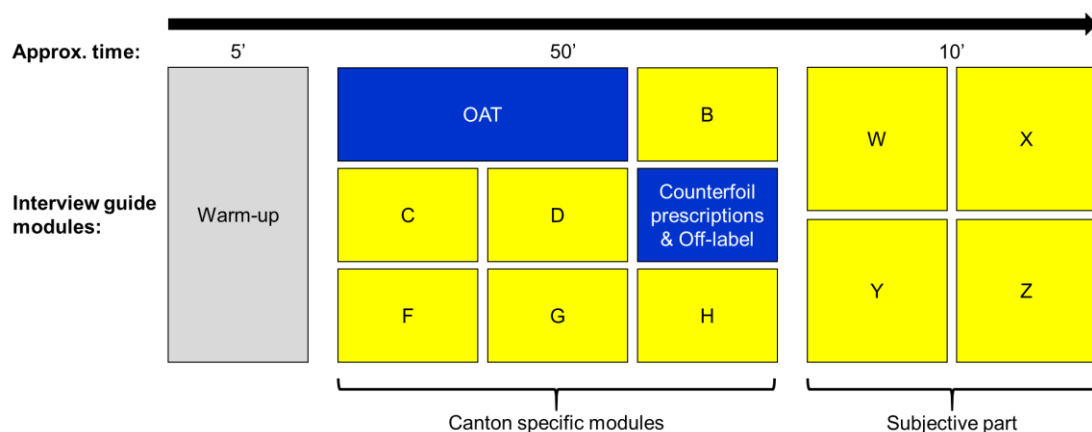 Approx. time:
5’
50’
10’
Interview guide
modules:
Warm-up
OAT
B
C
D
Counterfoil
prescriptions
& Off-label
F
G
H
W
X
Y
Z
Canton specific modules
Subjective part